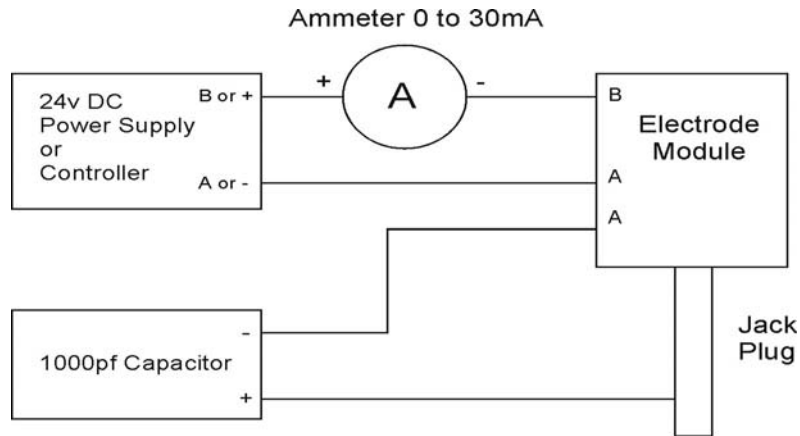 Ammeter 0 to 30mA
24v DC
Power Supply
or
Controller
B or +
A or -
+
A
-
B
A
A
Electrode
Module
1000pf Capacitor
-
+
Jack
Plug